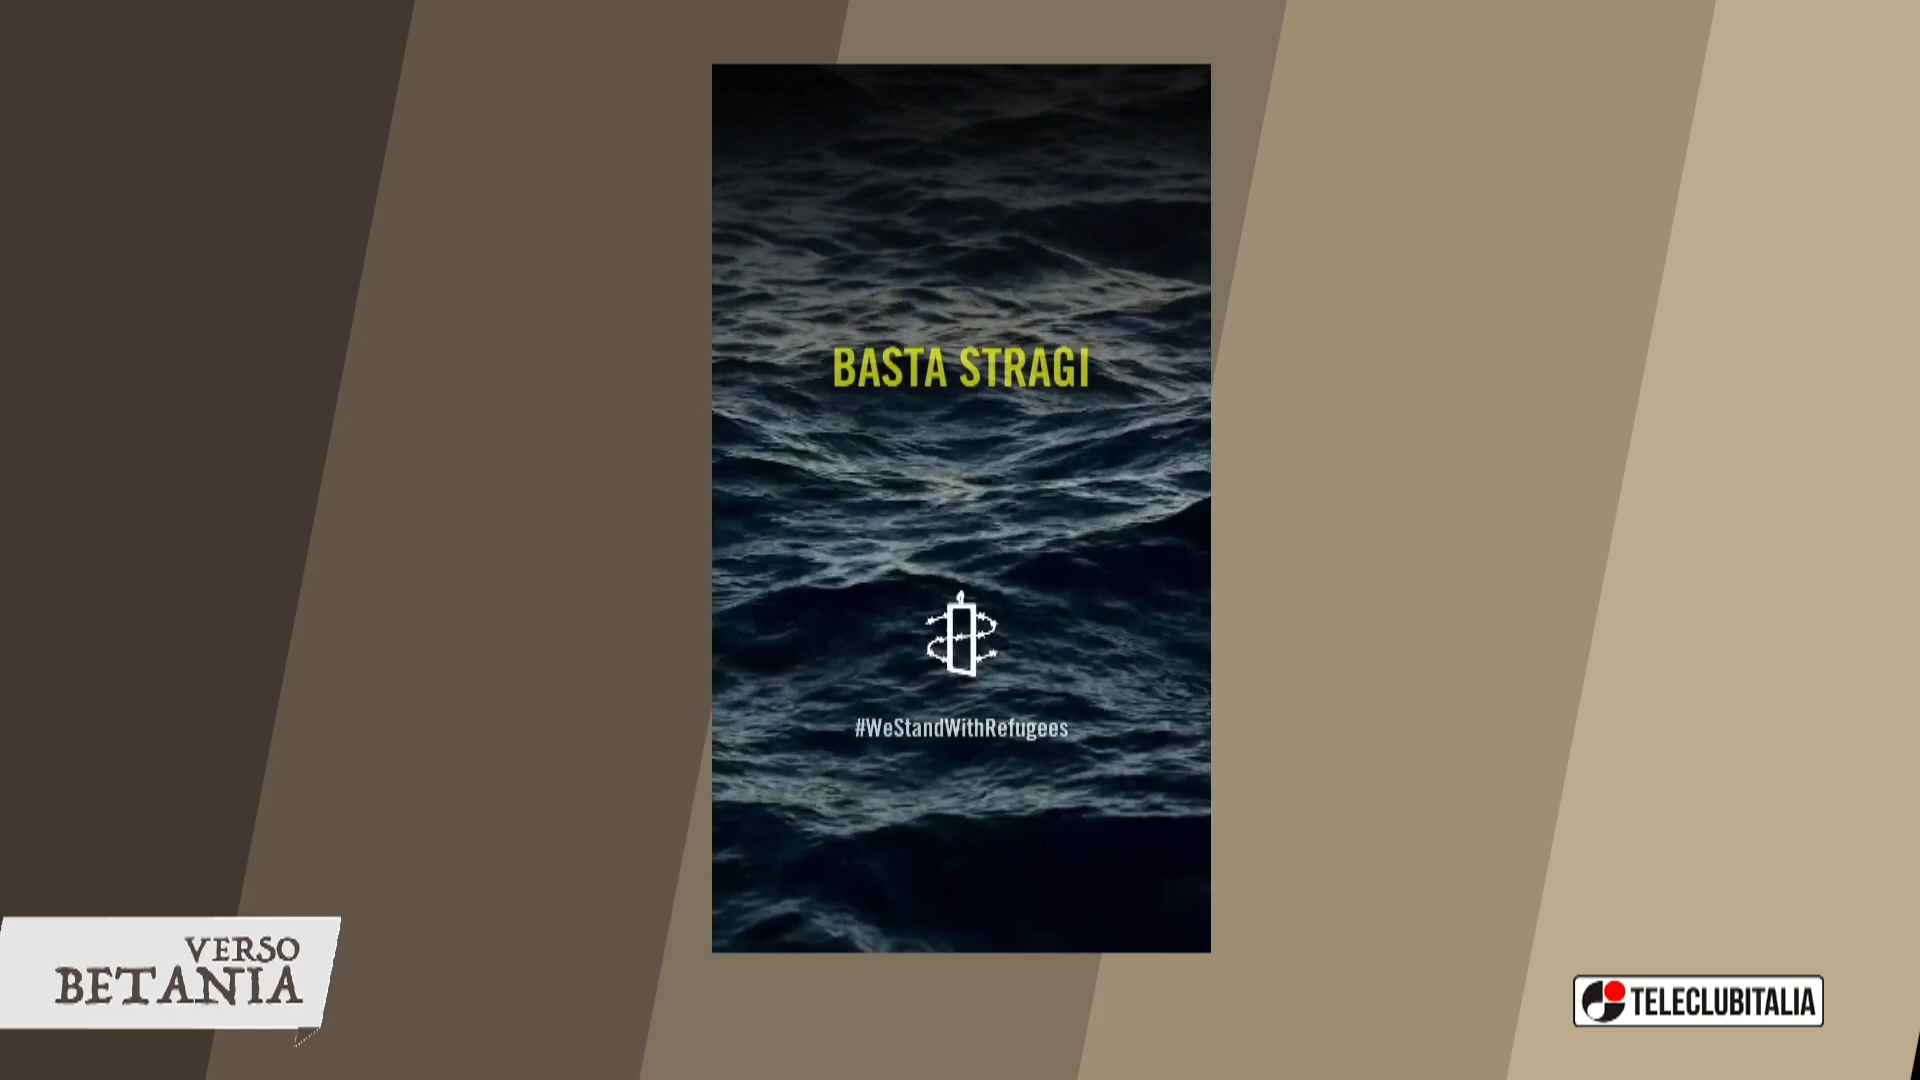 BASTA STRAGI
#WeStandWithRefugees
VERSO
BETANIA
TELECLUBITALIA